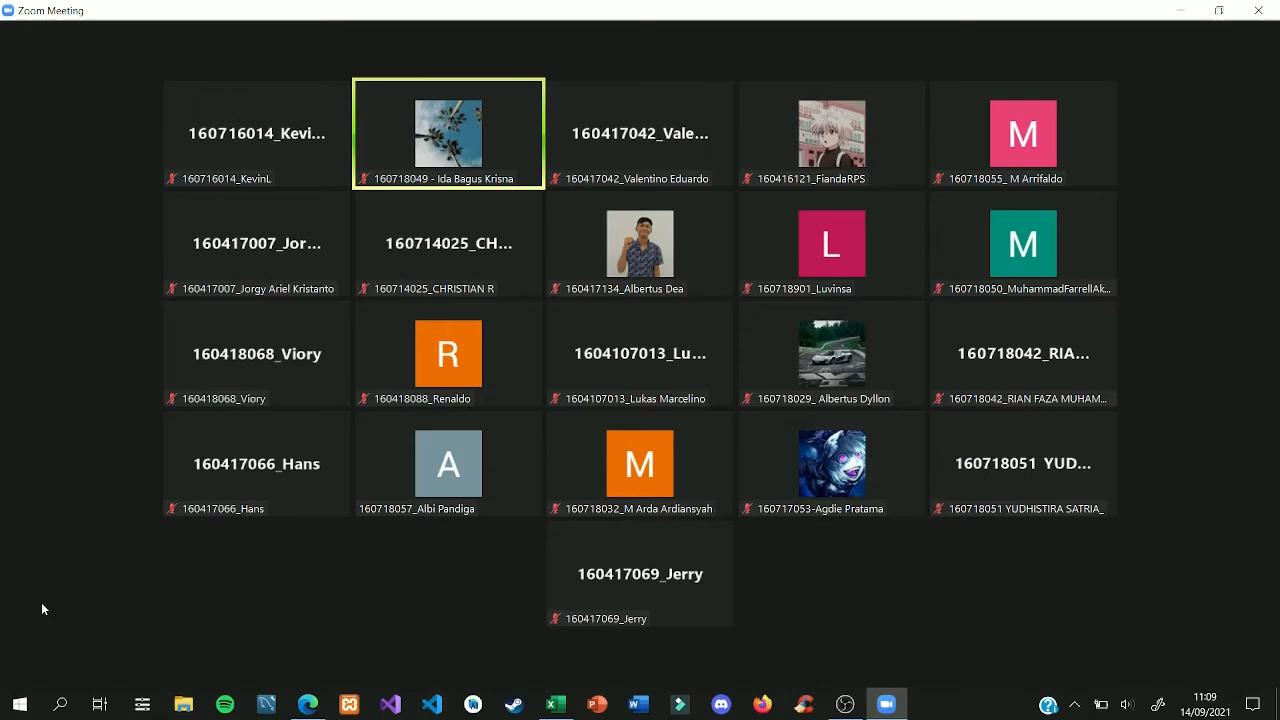 Zoom Meeting
160716014_Kevi...
160716014_KevinL
160718049 - Ida Bagus Krisna
160417042_Vale...
160417042_Valentino Eduardo
160416121_FiandaRPS
M
160718055_ M Arrifaldo
160417007_Jor...
160417007_Jorgy Ariel Kristanto
160714025_CH...
160714025_CHRISTIAN R
160417134_Albertus Dea
L
160718901_Luvinsa
M
160718050_MuhammadFarrellAk...
160418068_Viory
160418068_Viory
R
160418088_Renaldo
1604107013_Lu...
1604107013_Lukas Marcelino
160718029_ Albertus Dyllon
160718042_RIA...
160718042_RIAN FAZA MUHAM...
160417066_Hans
160417066_Hans
A
160718057_Albi Pandiga
M
160718032_M Arda Ardiansyah
160717053-Agdie Pratama
160718051 YUD...
160718051 YUDHISTIRA SATRIA_
160417069_Jerry
160417069_Jerry
11:09
14/09/2021